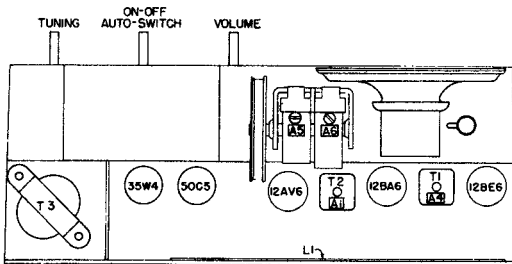 TUNING
ON-OFF
AUTO-SWITCH
VOLUME
A5
A6
T3
35W4
50C5
12AV6
T2
A1
12BA6
T1
A4
12BE6
L1